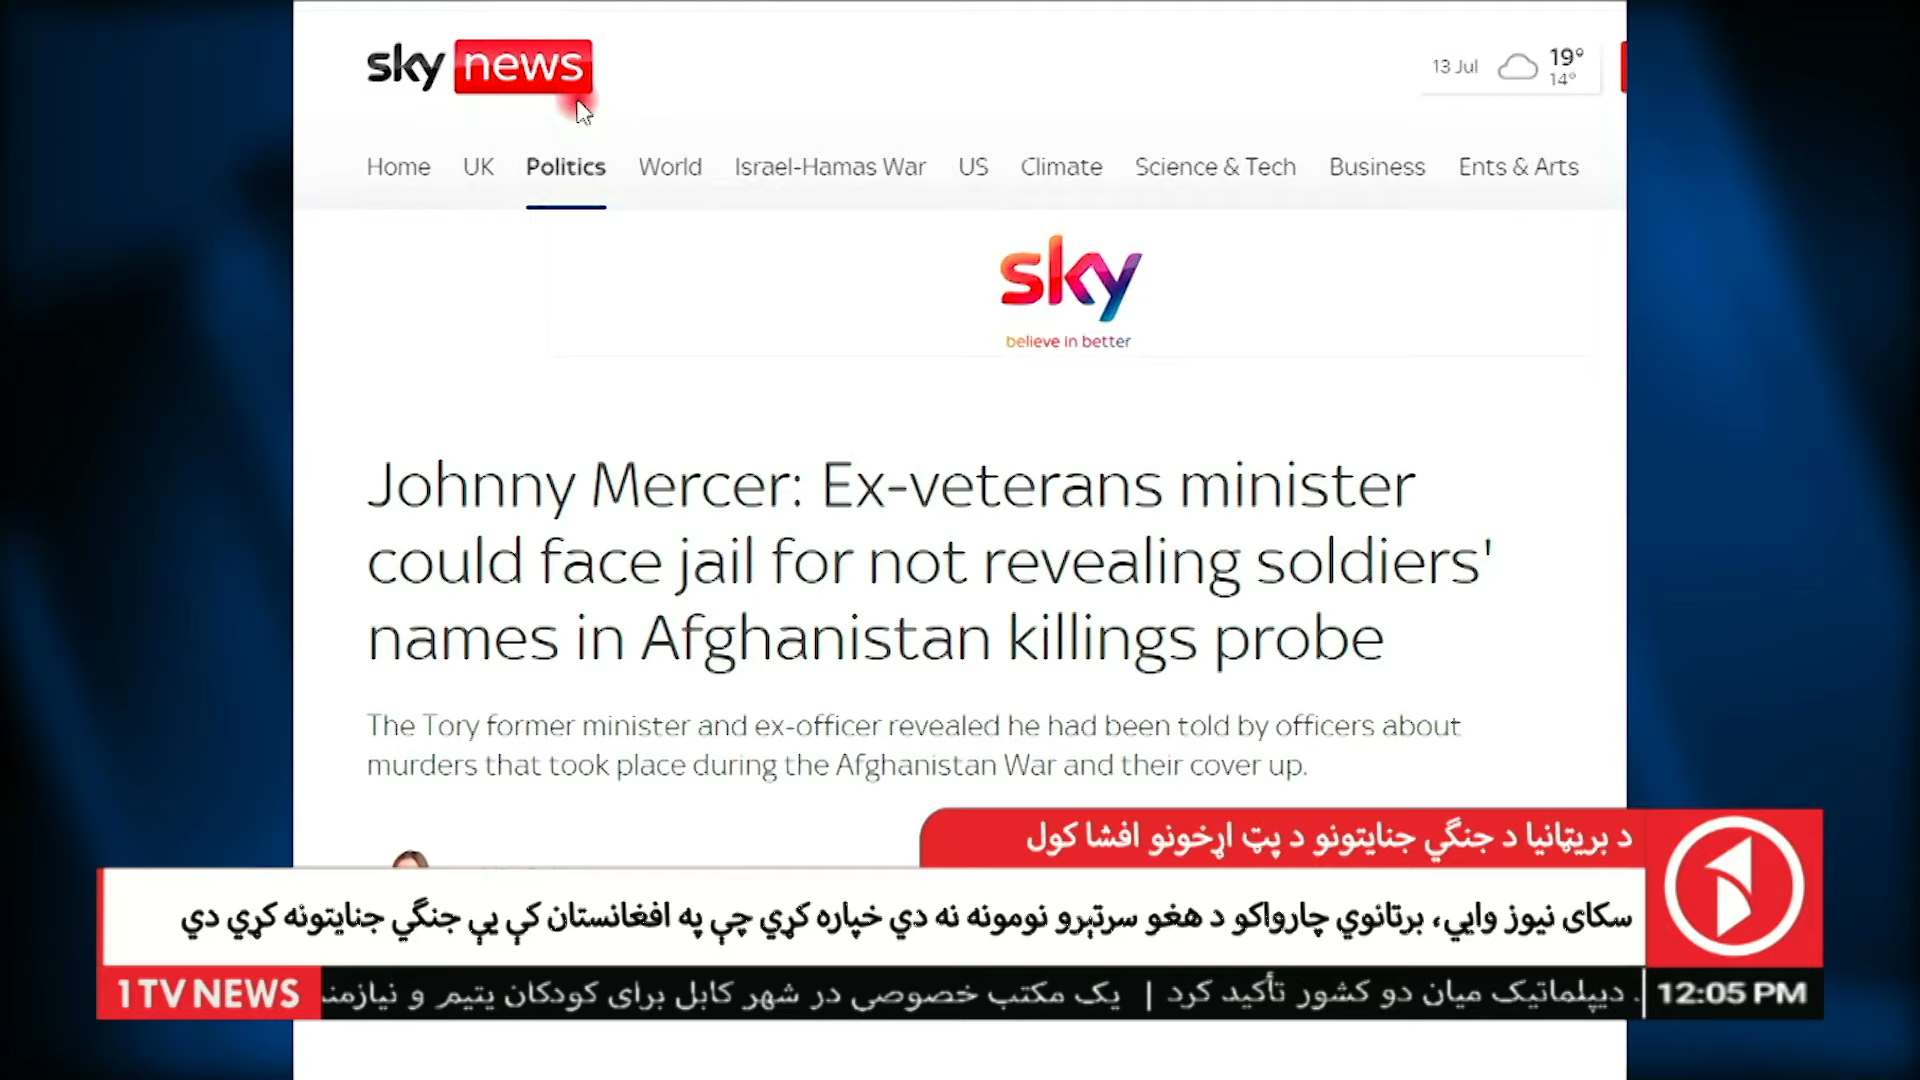 sky news
13 Jul
19°
14°
Home UK Politics World Israel-Hamas War US Climate Science & Tech Business Ents & Arts
sky
believe in better
Johnny Mercer: Ex-veterans minister
could face jail for not revealing soldiers'
names in Afghanistan killings probe
The Tory former minister and ex-officer revealed he had been told by officers about
murders that took place during the Afghanistan War and their cover up.
د بریټانیا د جنګي جنایتونو د پټ اړخونو افشا کول
سکای نیوز وایي، برتانوي چارواکو د هغو سرتېرو نومونه نه دي خپاره کړي چې په افغانستان کې یې جنګي جنایتونه کړي دي
1TV NEWS
. دیپلماتیک میان دو کشور تأکید کرد | یک مکتب خصوصی در شهر کابل برای کودکان یتیم و نیازمند
12:05 PM